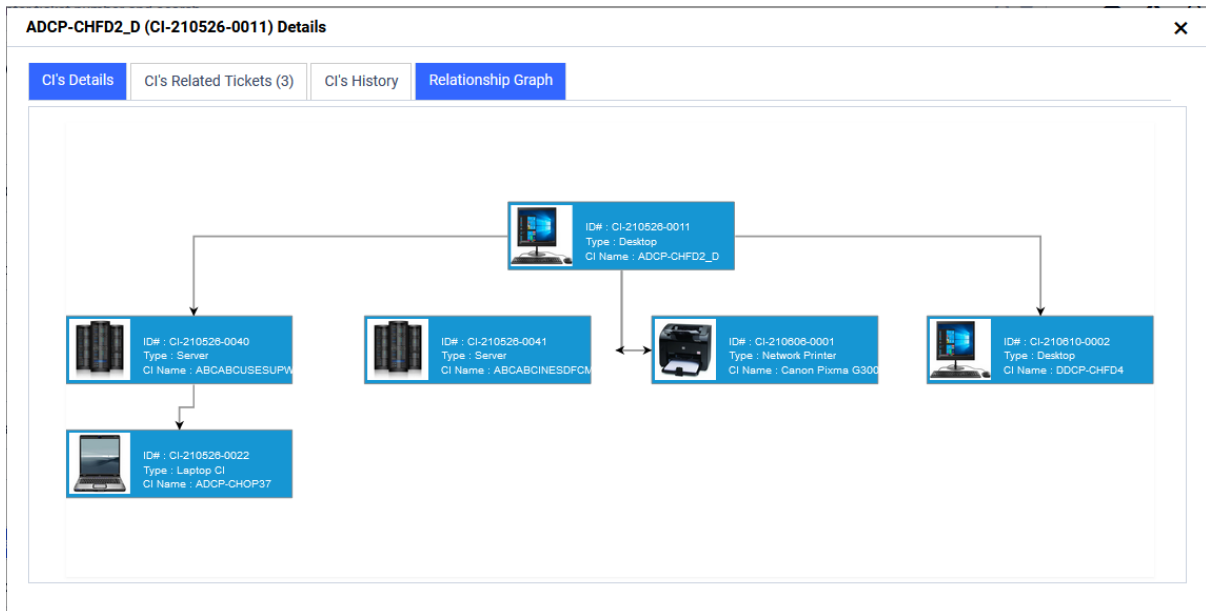 ADCP-CHFD2_D (CI-210526-0011) Details
CI's Details
CI's Related Tickets (3)
CI's History
Relationship Graph
ID# : CI-210526-0011
Type : Desktop
CI Name : ADCP-CHFD2_D
ID# : CI-210526-0040
Type : Server
CI Name : ABCABCUSESUPW
ID# : CI-210526-0041
Type : Server
CI Name : ABCABCINESDFCM
ID# : CI-210606-0001
Type : Network Printer
CI Name : Canon Pixma G300
ID# : CI-210610-0002
Type : Desktop
CI Name : DDCP-CHFD4
ID# : CI-210526-0022
Type : Laptop CI
CI Name : ADCP-CHOP37